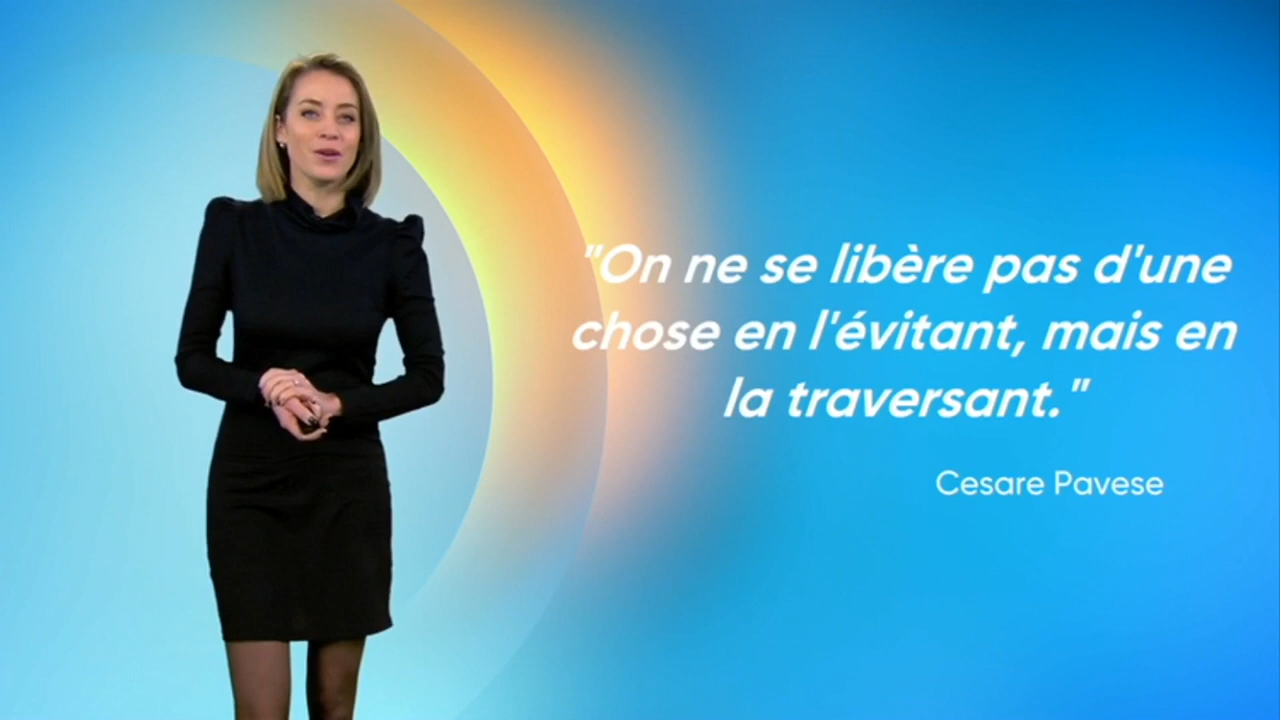 "On ne se libère pas d'une
chose en l'évitant, mais en
la traversant."
Cesare Pavese